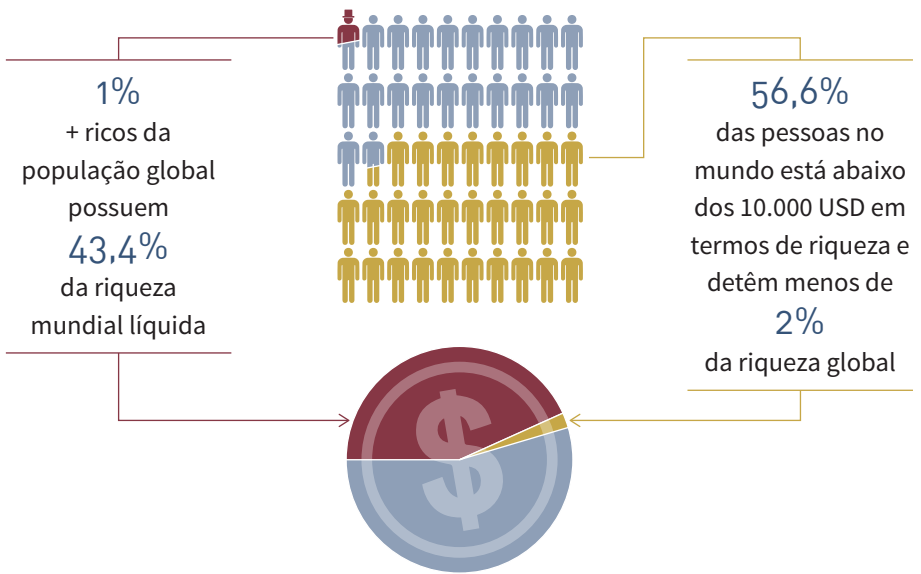 1%
+ ricos da
população global
possuem
43,4%
da riqueza
mundial líquida
56,6%
das pessoas no
mundo está abaixo
dos 10.000 USD em
termos de riqueza e
detêm menos de
2%
da riqueza global
$